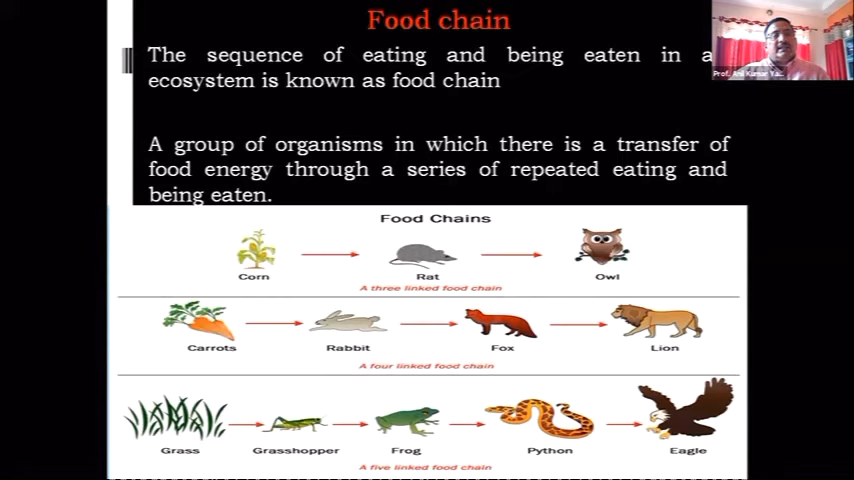 Food chain
The sequence of eating and being eaten in a
ecosystem is known as food chain
Prof. Anil Kumar
A group of organisms in which there is a transfer of
food energy through a series of repeated eating and
being eaten.
Food Chains
Corn Rat Owl
A three linked food chain
Carrots Rabbit Fox Lion
A four linked food chain
Grass Grasshopper Frog Python Eagle
A five linked food chain